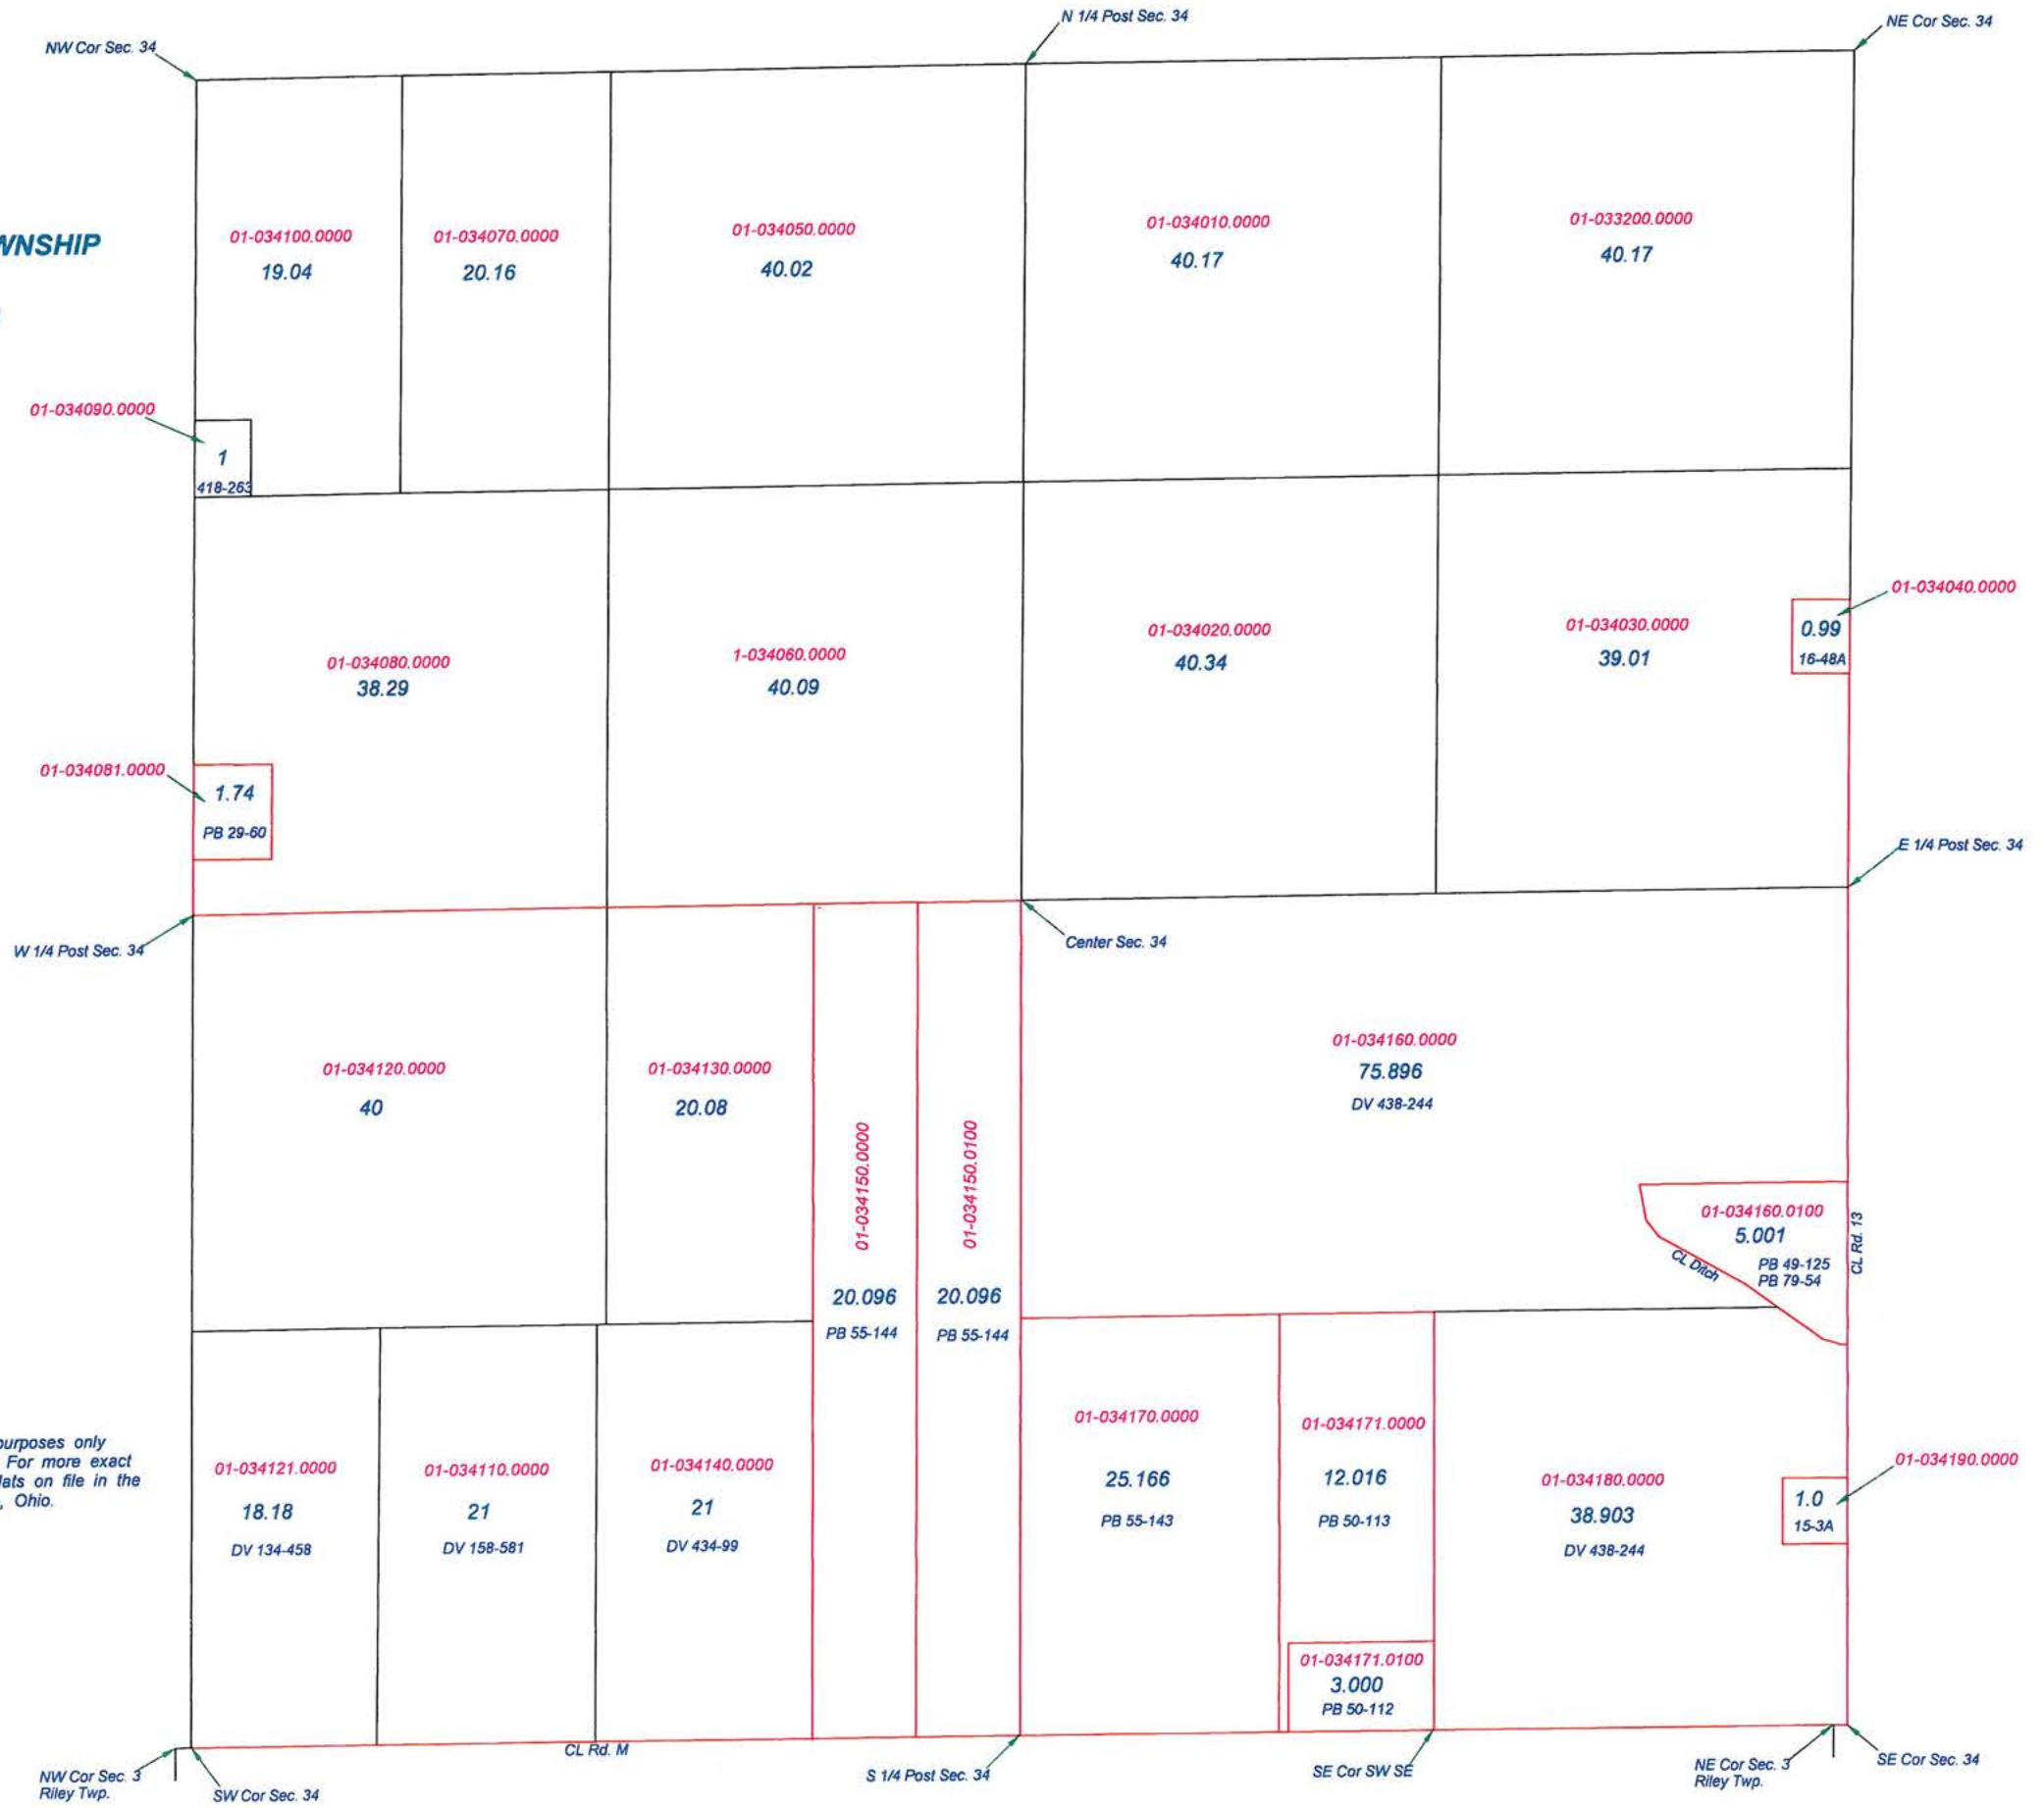 N 1/4 Post Sec. 34
NE Cor Sec. 34
NW Cor Sec. 34
WNSHIP
01-034100.0000
19.04
01-034070.0000
20.16
01-034050.0000
40.02
01-034010.0000
40.17
01-033200.0000
40.17
01-034090.0000
1
418-263
01-034080.0000
38.29
1-034060.0000
40.09
01-034020.0000
40.34
01-034030.0000
39.01
01-034040.0000
0.99
16-48A
01-034081.0000
1.74
PB 29-60
E 1/4 Post Sec. 34
W 1/4 Post Sec. 34
Center Sec. 34
01-034120.0000
40
01-034130.0000
20.08
01-034150.0000
20.096
PB 55-144
01-034150.0100
20.096
PB 55-144
01-034160.0000
75.896
DV 438-244
01-034160.0100
5.001
PB 49-125
PB 79-54
CL Ditch
CL Rd. 13
purposes only
For more exact
lats on file in the
, Ohio.
01-034121.0000
18.18
DV 134-458
01-034110.0000
21
DV 158-581
01-034140.0000
21
DV 434-99
01-034170.0000
25.166
PB 55-143
01-034171.0000
12.016
PB 50-113
01-034171.0100
3.000
PB 50-112
01-034180.0000
38.903
DV 438-244
01-034190.0000
1.0
15-3A
CL Rd. M
NW Cor Sec. 3
Riley Twp.
SW Cor Sec. 34
S 1/4 Post Sec. 34
SE Cor SW SE
NE Cor Sec. 3
Riley Twp.
SE Cor Sec. 34